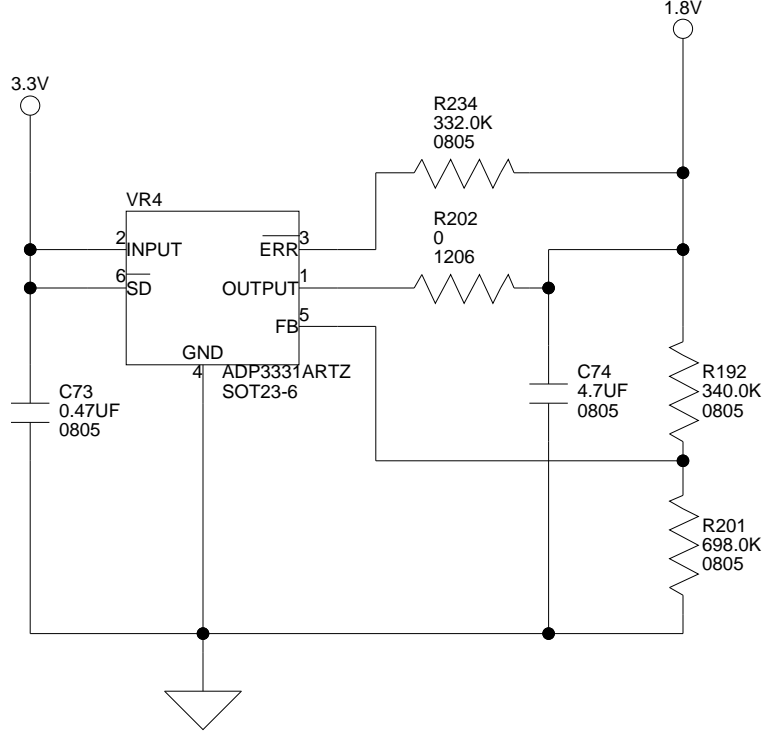 1.8V
3.3V
R234
332.0K
0805
VR4
R202
0
1206
2
INPUT
ERR
3
6
SD
OUTPUT
1
FB
5
GND
4
ADP3331ARTZ
SOT23-6
C73
0.47UF
0805
C74
4.7UF
0805
R192
340.0K
0805
R201
698.0K
0805